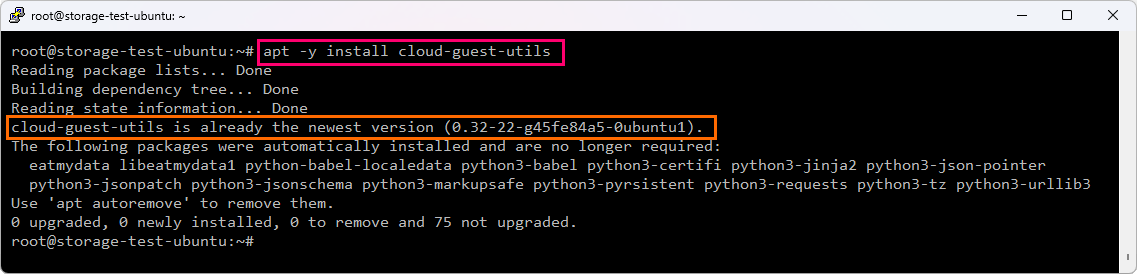 root@storage-test-ubuntu: ~
root@storage-test-ubuntu:~# apt -y install cloud-guest-utils
Reading package lists... Done
Building dependency tree... Done
Reading state information... Done
cloud-guest-utils is already the newest version (0.32-22-g45fe84a5-0ubuntu1).
The following packages were automatically installed and are no longer required:
  eatmydata libeatmydata1 python-babel-localedata python3-babel python3-certifi python3-jinja2 python3-json-pointer
  python3-jsonpatch python3-jsonschema python3-markupsafe python3-pyrsistent python3-requests python3-tz python3-urllib3
Use 'apt autoremove' to remove them.
0 upgraded, 0 newly installed, 0 to remove and 75 not upgraded.
root@storage-test-ubuntu:~#